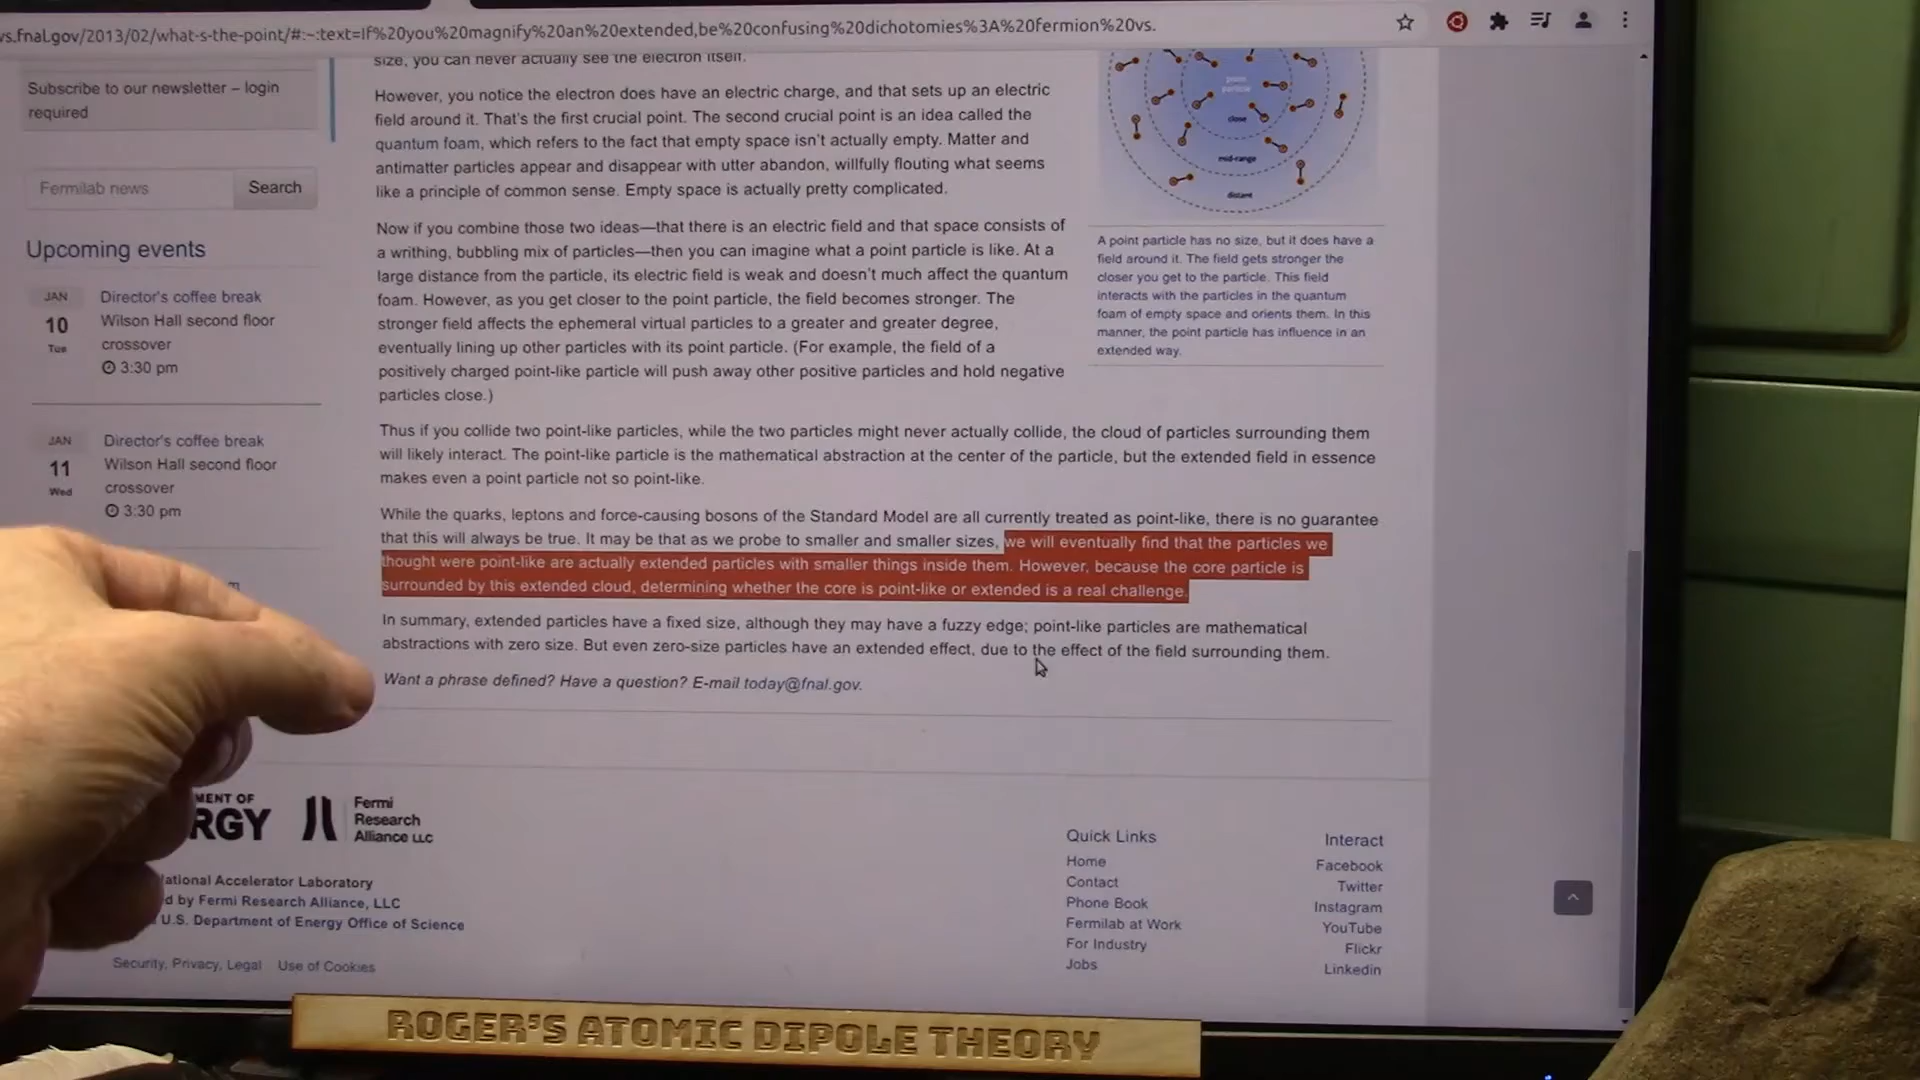 vs.fnal.gov/2013/02/what-s-the-point/#:~:text=If%20you%20magnify%20an%20extended,be%20confusing%20dichotomies%3A%20fermion%20vs.
Subscribe to our newsletter – login
required
Fermilab news
Search
Upcoming events
JAN
10
Tue
Director's coffee break
Wilson Hall second floor
crossover
3:30 pm
JAN
11
Wed
Director's coffee break
Wilson Hall second floor
crossover
3:30 pm
size, you can never actually see the electron itself.
However, you notice the electron does have an electric charge, and that sets up an electric
field around it. That's the first crucial point. The second crucial point is an idea called the
quantum foam, which refers to the fact that empty space isn't actually empty. Matter and
antimatter particles appear and disappear with utter abandon, willfully flouting what seems
like a principle of common sense. Empty space is actually pretty complicated.
Now if you combine those two ideas—that there is an electric field and that space consists of
a writhing, bubbling mix of particles—then you can imagine what a point particle is like. At a
large distance from the particle, its electric field is weak and doesn't much affect the quantum
foam. However, as you get closer to the point particle, the field becomes stronger. The
stronger field affects the ephemeral virtual particles to a greater and greater degree,
eventually lining up other particles with its point particle. (For example, the field of a
positively charged point-like particle will push away other positive particles and hold negative
particles close.)
point
particle
close
mid-range
distant
A point particle has no size, but it does have a
field around it. The field gets stronger the
closer you get to the particle. This field
interacts with the particles in the quantum
foam of empty space and orients them. In this
manner, the point particle has influence in an
extended way.
Thus if you collide two point-like particles, while the two particles might never actually collide, the cloud of particles surrounding them
will likely interact. The point-like particle is the mathematical abstraction at the center of the particle, but the extended field in essence
makes even a point particle not so point-like.
While the quarks, leptons and force-causing bosons of the Standard Model are all currently treated as point-like, there is no guarantee
that this will always be true. It may be that as we probe to smaller and smaller sizes, we will eventually find that the particles we
thought were point-like are actually extended particles with smaller things inside them. However, because the core particle is
surrounded by this extended cloud, determining whether the core is point-like or extended is a real challenge.
In summary, extended particles have a fixed size, although they may have a fuzzy edge; point-like particles are mathematical
abstractions with zero size. But even zero-size particles have an extended effect, due to the effect of the field surrounding them.
Want a phrase defined? Have a question? E-mail today@fnal.gov.
MENT OF
RGY
Fermi
Research
Alliance LLC
ational Accelerator Laboratory
d by Fermi Research Alliance, LLC
U.S. Department of Energy Office of Science
Security, Privacy, Legal Use of Cookies
Quick Links
Home
Contact
Phone Book
Fermilab at Work
For Industry
Jobs
Interact
Facebook
Twitter
Instagram
YouTube
Flickr
Linkedin
ROGER'S ATOMIC DIPOLE THEORY